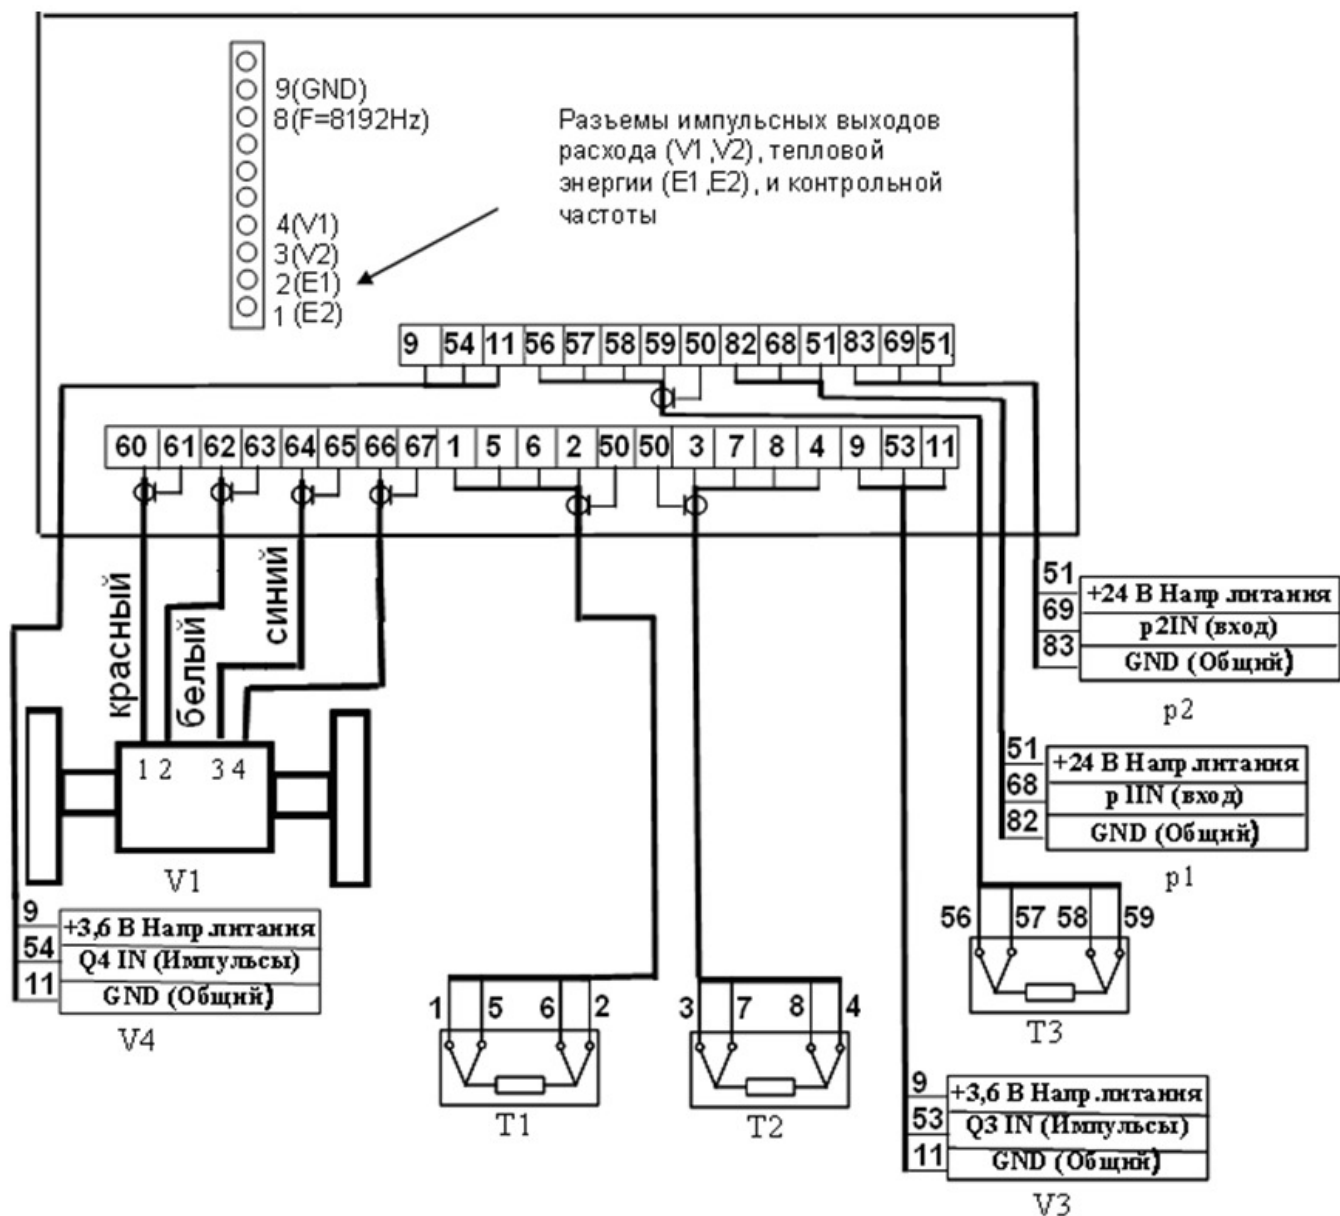 9(GND)
8(F=8192Hz)
4(V1)
3(V2)
2(E1)
1(E2)
Разъемы импульсных выходов
расхода (V1,V2), тепловой
энергии (E1,E2), и контрольной
частоты
9 54 11 56 57 58 59 50 82 68 51 83 69 51
60 61 62 63 64 65 66 67 1 5 6 2 50 50 3 7 8 4 9 53 11
красный
белый
синий
1 2 3 4
V1
9 +3,6 В Напр.питания
54 Q4 IN (Импульсы)
11 GND (Общий)
V4
1 5 6 2
T1
3 7 8 4
T2
51 +24 В Напр.питания
69 p2IN (вход)
83 GND (Общий)
p2
51 +24 В Напр.питания
68 p1IN (вход)
82 GND (Общий)
p1
56 57 58 59
T3
9 +3,6 В Напр.питания
53 Q3 IN (Импульсы)
11 GND (Общий)
V3